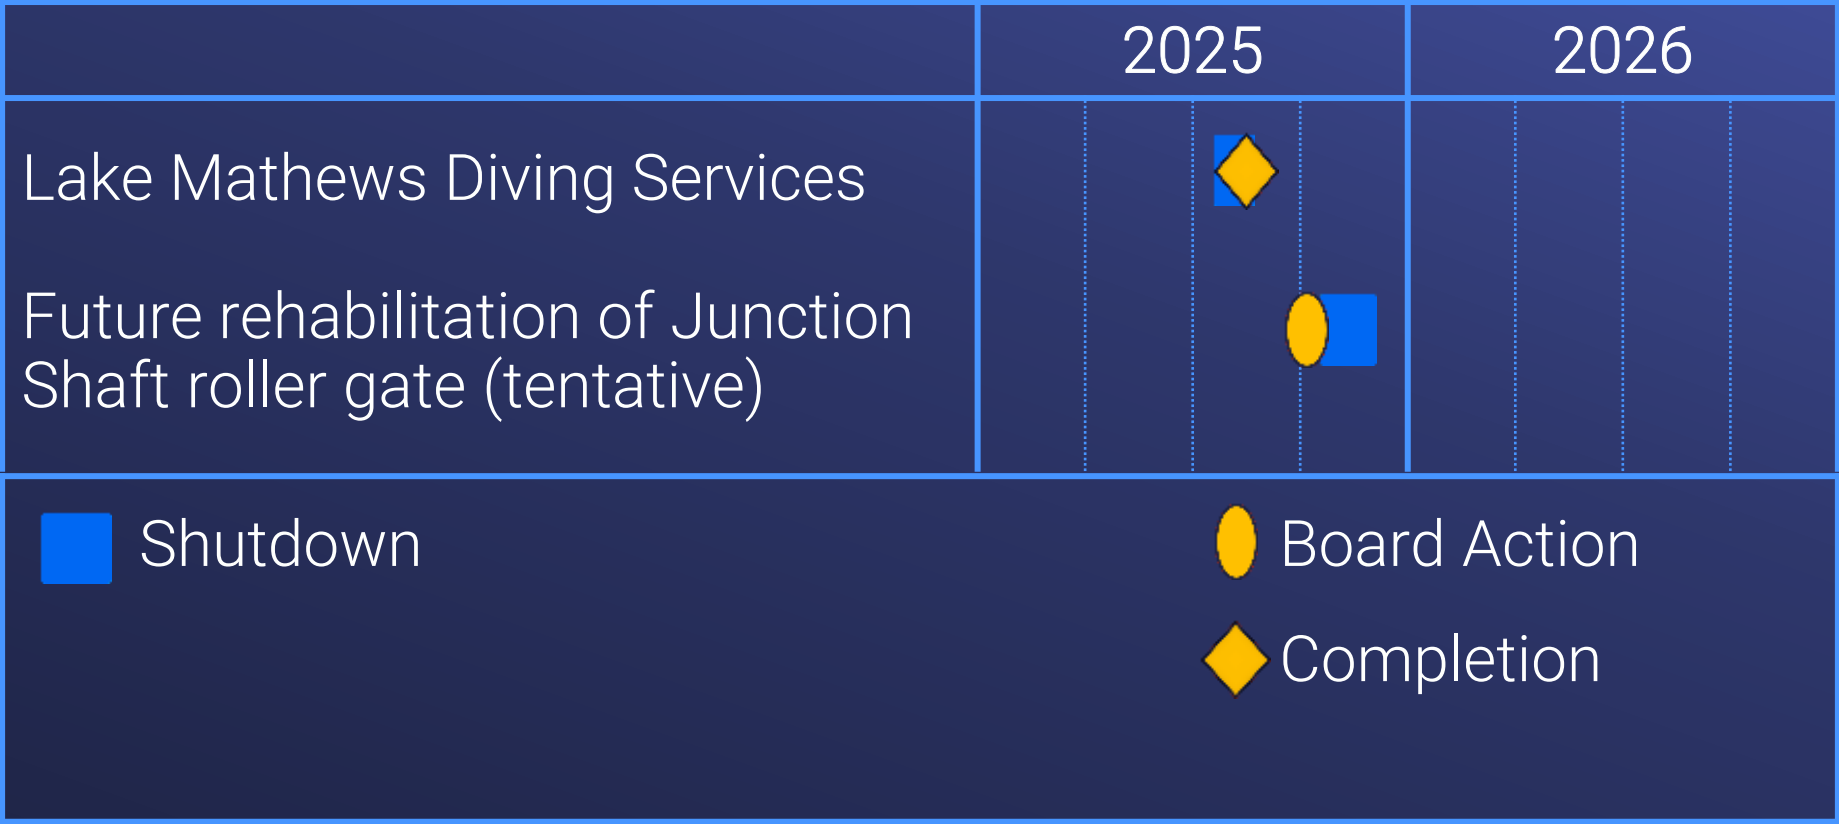 2025
2026
Lake Mathews Diving Services
Future rehabilitation of Junction
Shaft roller gate (tentative)
Shutdown
Board Action
Completion